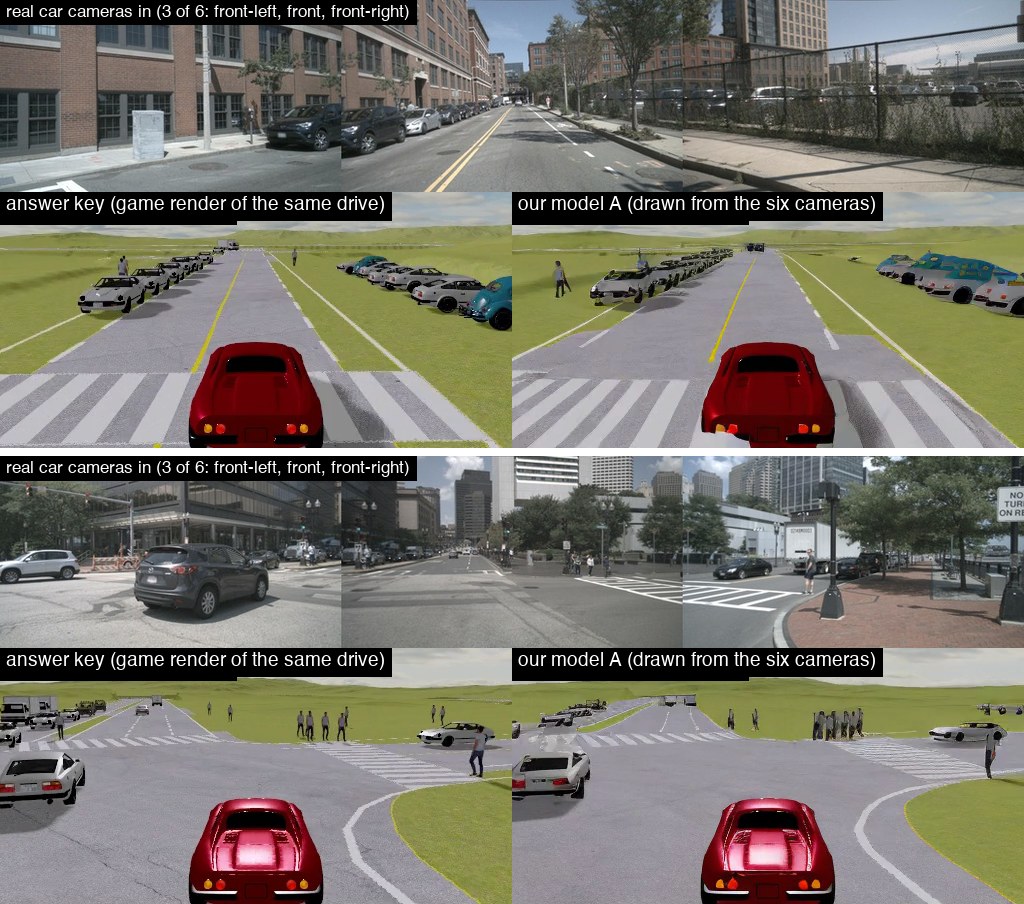 real car cameras in (3 of 6: front-left, front, front-right)
answer key (game render of the same drive)
our model A (drawn from the six cameras)
real car cameras in (3 of 6: front-left, front, front-right)
NO
TURN
ON RE
answer key (game render of the same drive)
our model A (drawn from the six cameras)